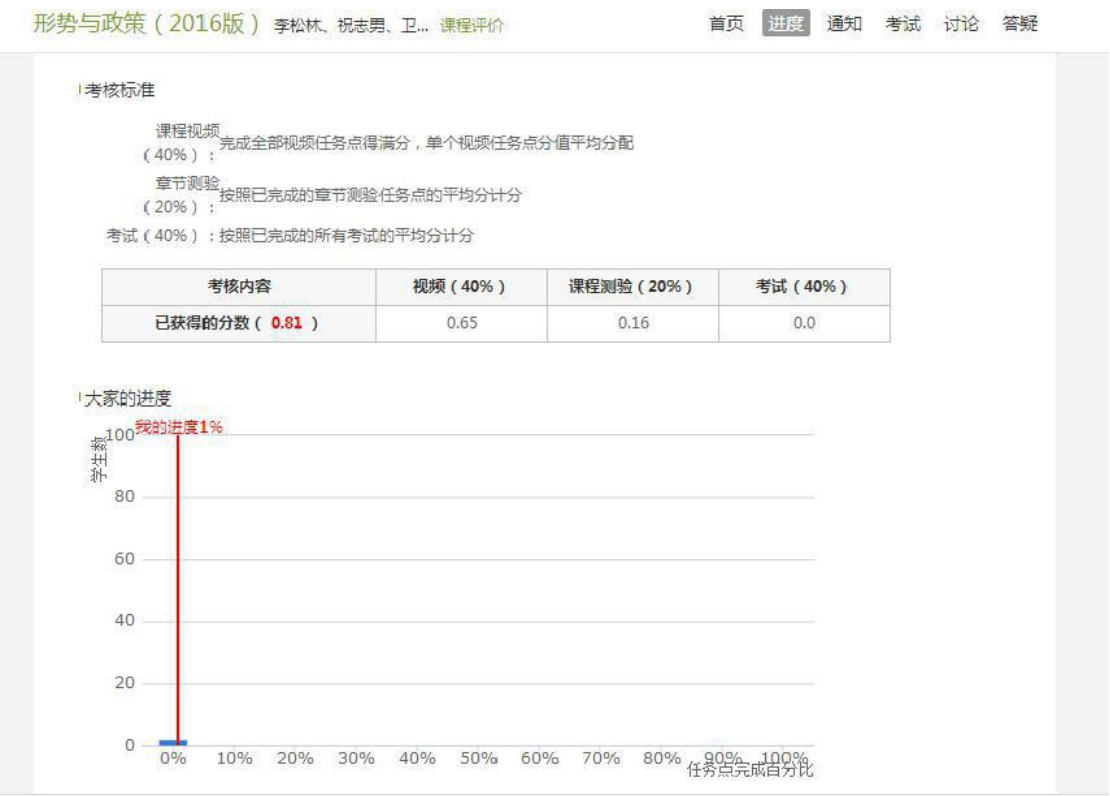 形势与政策（2016版） 李松林、祝志男、卫... 课程评价 首页 进度 通知 考试 讨论 答疑
考核标准
课程视频（40%）：完成全部视频任务点得满分，单个视频任务点分值平均分配
章节测验（20%）：按照已完成的章节测验任务点的平均分计分
考试（40%）：按照已完成的所有考试的平均分计分
考核内容 视频（40%） 课程测验（20%） 考试（40%）
已获得的分数（ 0.81 ） 0.65 0.16 0.0
大家的进度
我的进度1%
学生数
100
80
60
40
20
0
0% 10% 20% 30% 40% 50% 60% 70% 80% 90% 100%
任务点完成百分比